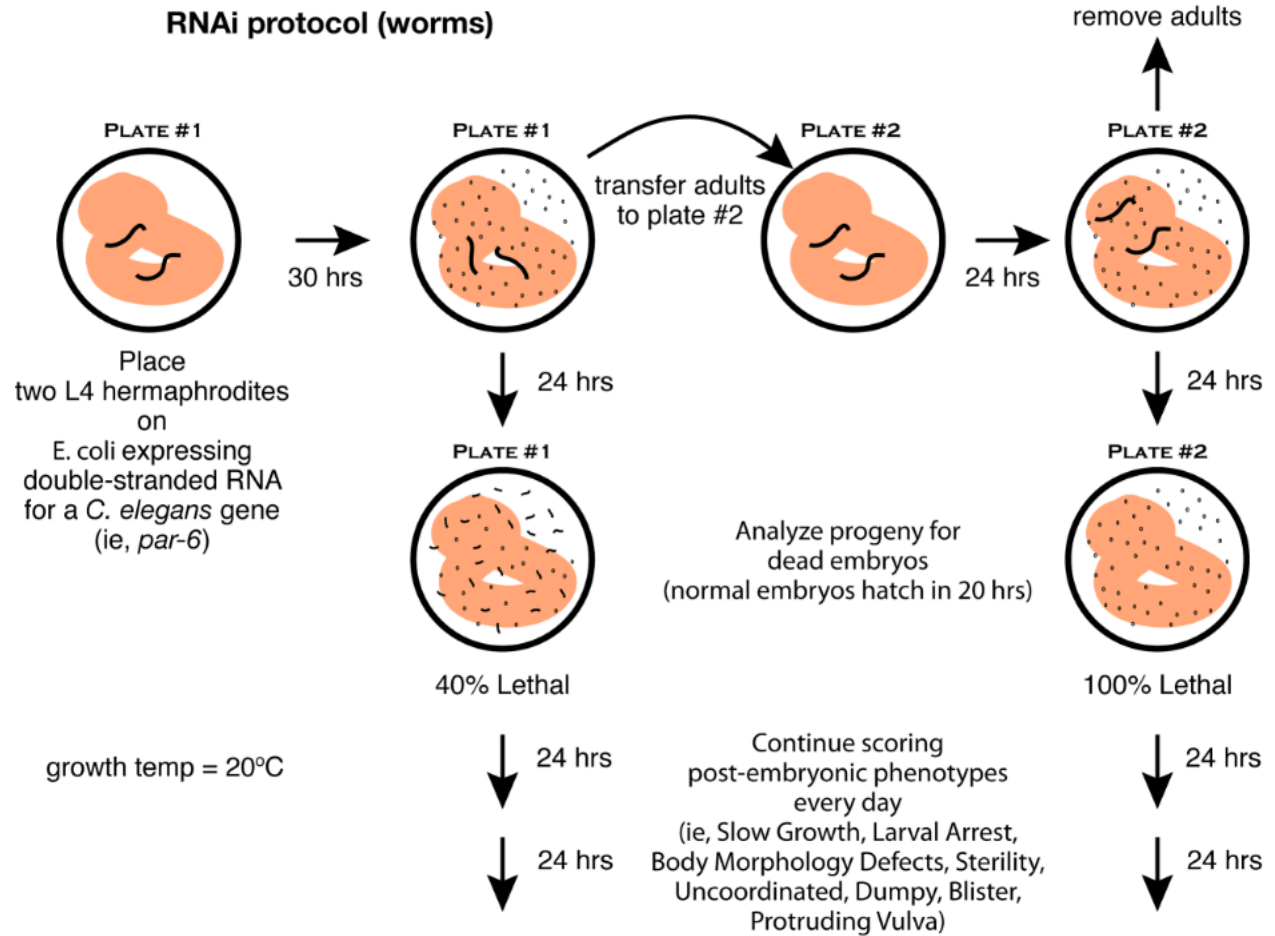 RNAi protocol (worms)
remove adults
PLATE #1
PLATE #1
PLATE #2
PLATE #2
transfer adults
to plate #2
30 hrs
24 hrs
Place
two L4 hermaphrodites
on
E. coli expressing
double-stranded RNA
for a C. elegans gene
(ie, par-6)
24 hrs
24 hrs
PLATE #1
PLATE #2
Analyze progeny for
dead embryos
(normal embryos hatch in 20 hrs)
40% Lethal
100% Lethal
growth temp = 20°C
24 hrs
24 hrs
Continue scoring
post-embryonic phenotypes
every day
(ie, Slow Growth, Larval Arrest,
Body Morphology Defects, Sterility,
Uncoordinated, Dumpy, Blister,
Protruding Vulva)
24 hrs
24 hrs